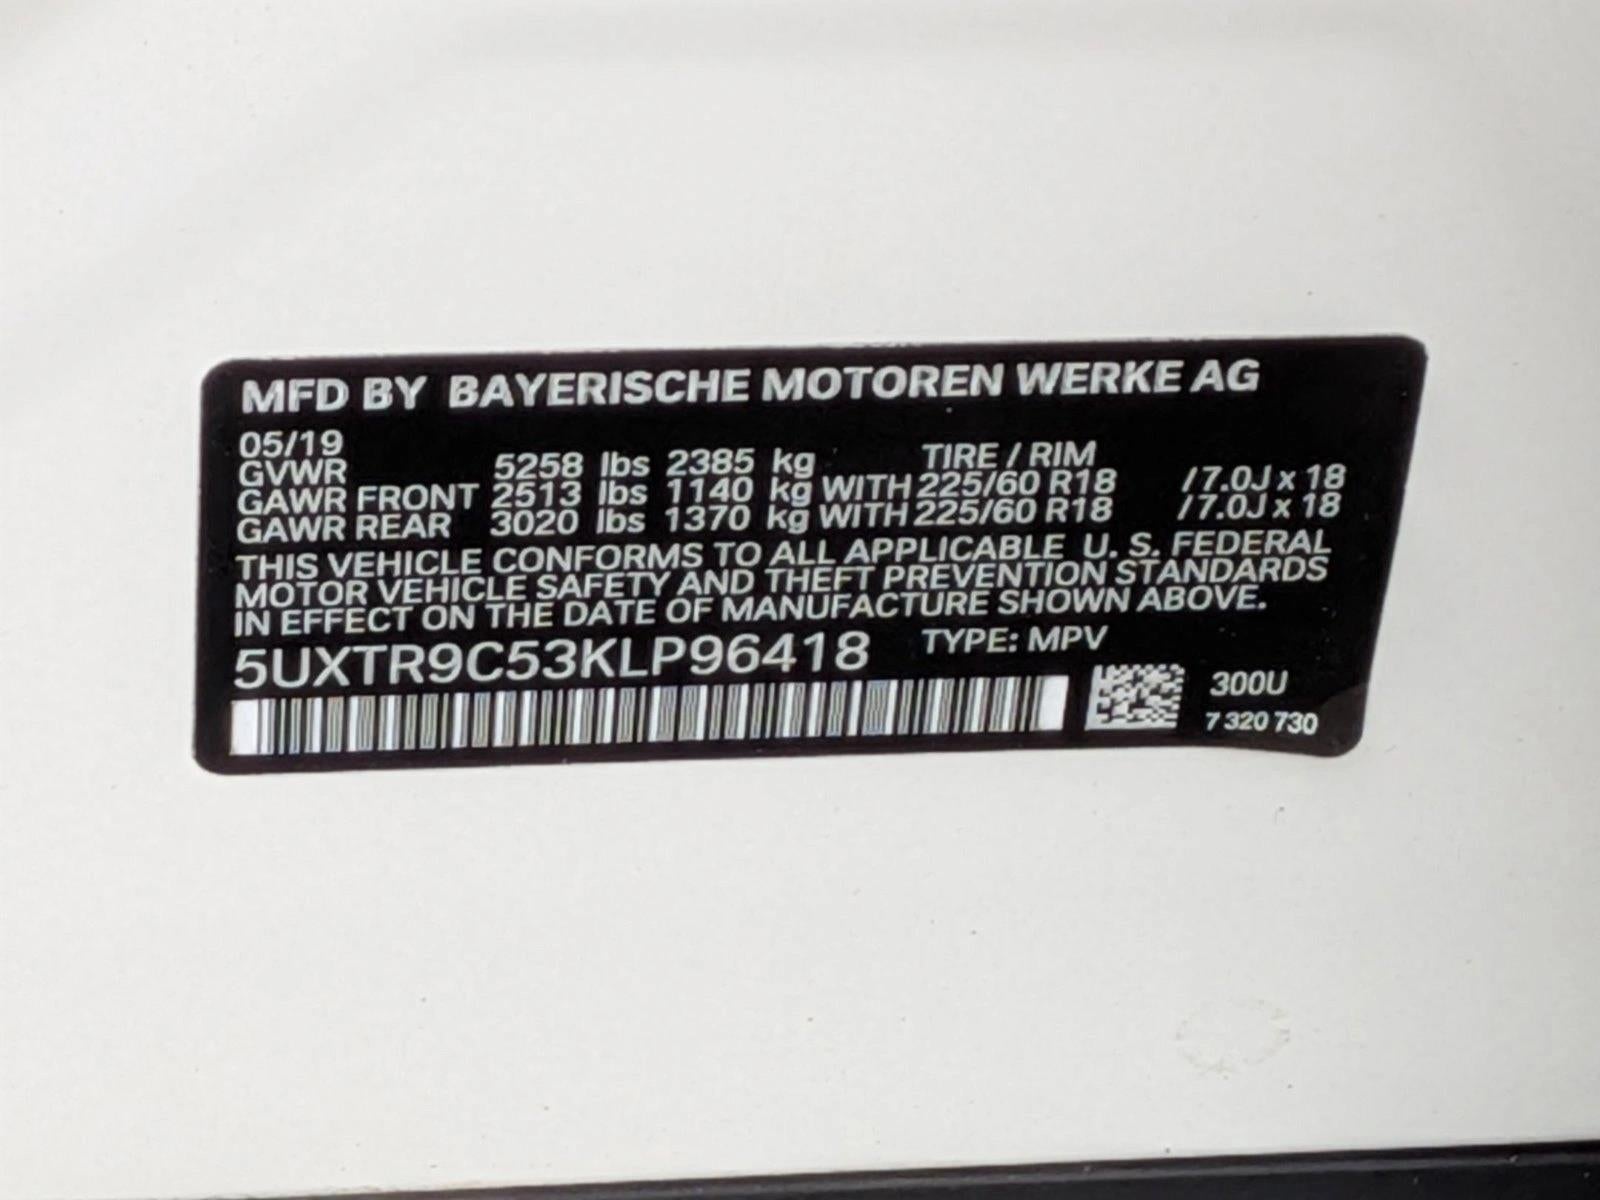 MFD BY BAYERISCHE MOTOREN WERKE AG
05/19
GVWR 5258 lbs 2385 kg TIRE / RIM
GAWR FRONT 2513 lbs 1140 kg WITH 225/60 R18 / 7.0J x 18
GAWR REAR 3020 lbs 1370 kg WITH 225/60 R18 / 7.0J x 18
THIS VEHICLE CONFORMS TO ALL APPLICABLE U. S. FEDERAL
MOTOR VEHICLE SAFETY AND THEFT PREVENTION STANDARDS
IN EFFECT ON THE DATE OF MANUFACTURE SHOWN ABOVE.
5UXTR9C53KLP96418 TYPE: MPV
300U
7 320 730